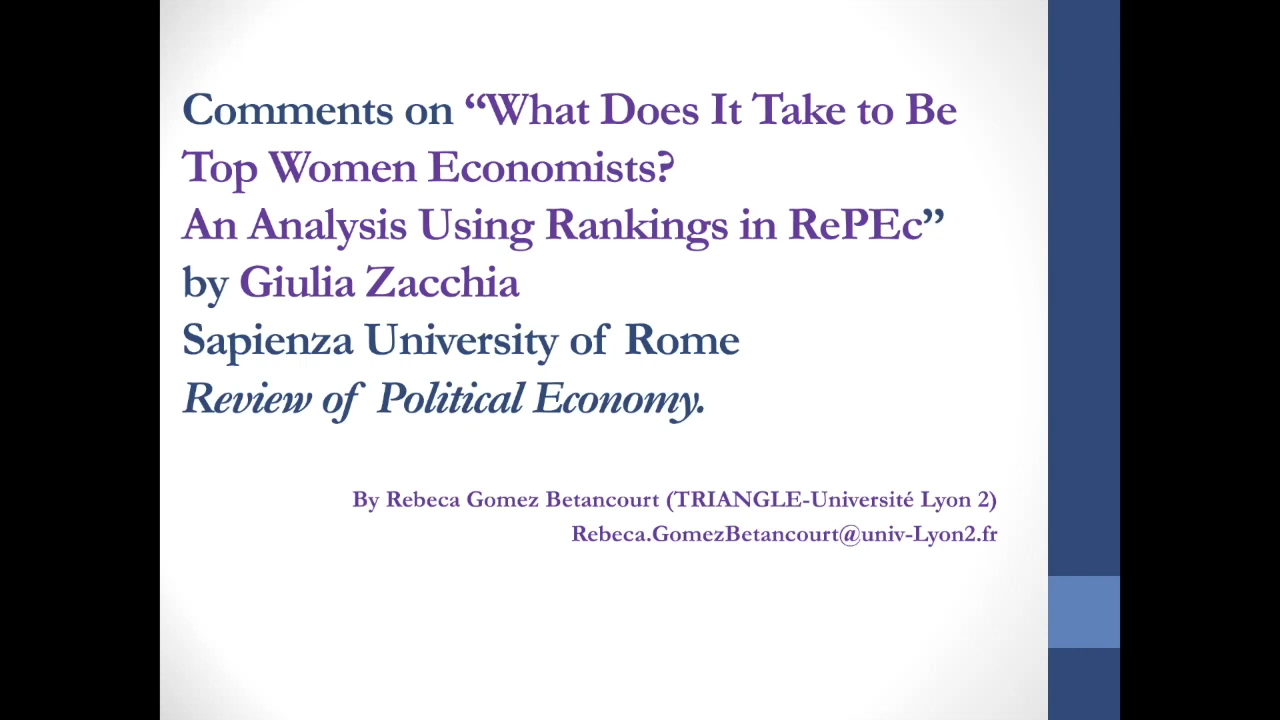 Comments on “What Does It Take to Be
Top Women Economists?
An Analysis Using Rankings in RePEc”
by Giulia Zacchia
Sapienza University of Rome
Review of Political Economy.
By Rebeca Gomez Betancourt (TRIANGLE-Université Lyon 2)
Rebeca.GomezBetancourt@univ-Lyon2.fr